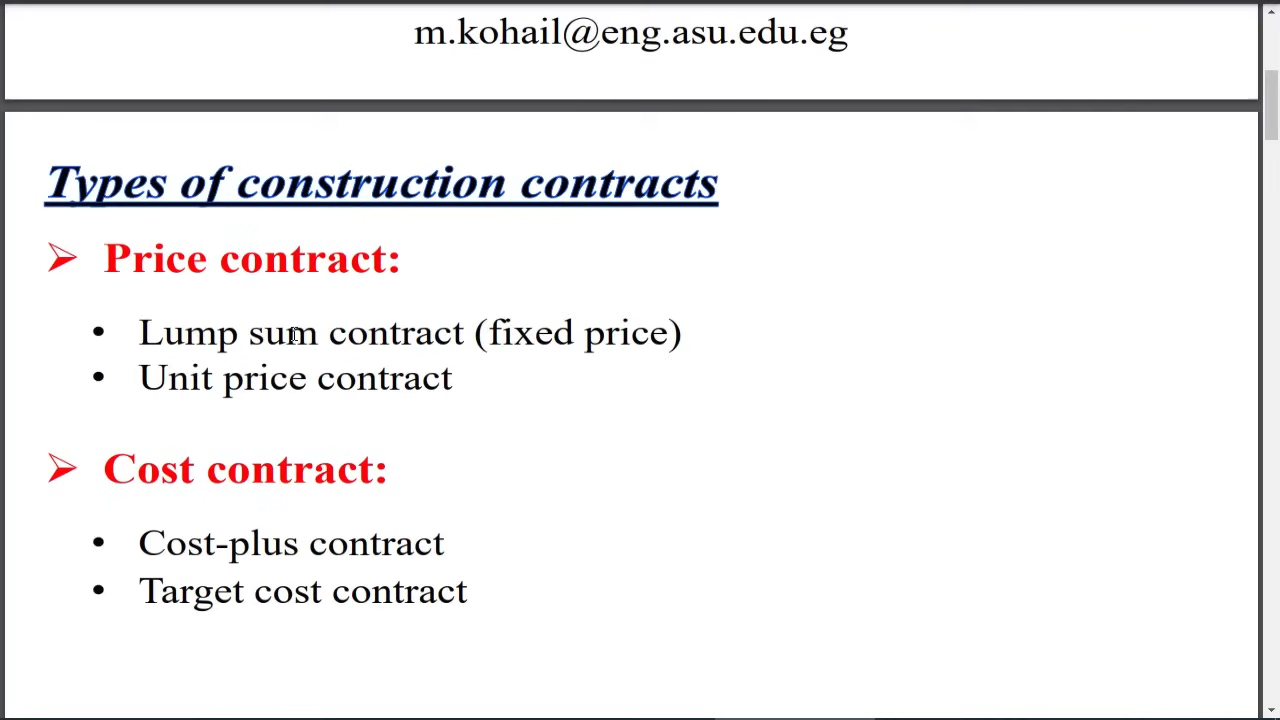 m.kohail@eng.asu.edu.eg
Types of construction contracts
➢ Price contract:
• Lump sum contract (fixed price)
• Unit price contract
➢ Cost contract:
• Cost-plus contract
• Target cost contract